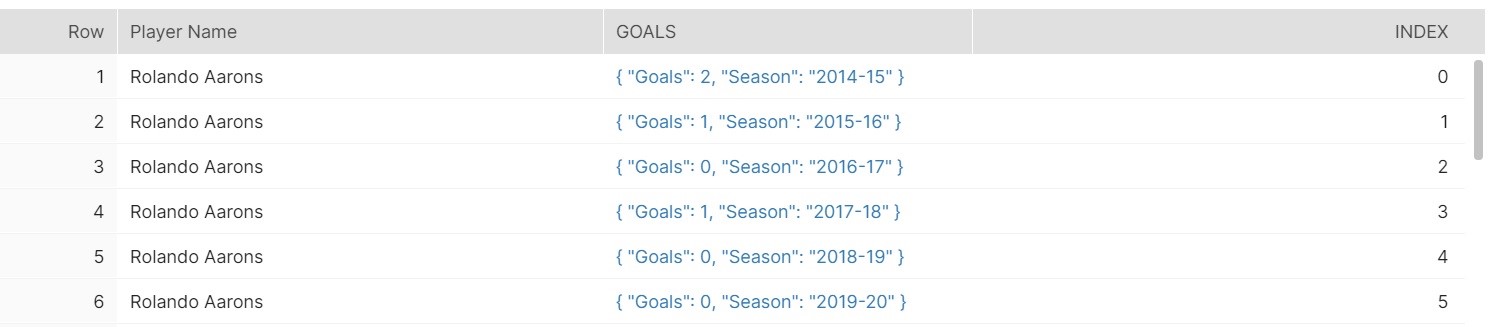 Row Player Name GOALS INDEX
1 Rolando Aarons { "Goals": 2, "Season": "2014-15" } 0
2 Rolando Aarons { "Goals": 1, "Season": "2015-16" } 1
3 Rolando Aarons { "Goals": 0, "Season": "2016-17" } 2
4 Rolando Aarons { "Goals": 1, "Season": "2017-18" } 3
5 Rolando Aarons { "Goals": 0, "Season": "2018-19" } 4
6 Rolando Aarons { "Goals": 0, "Season": "2019-20" } 5